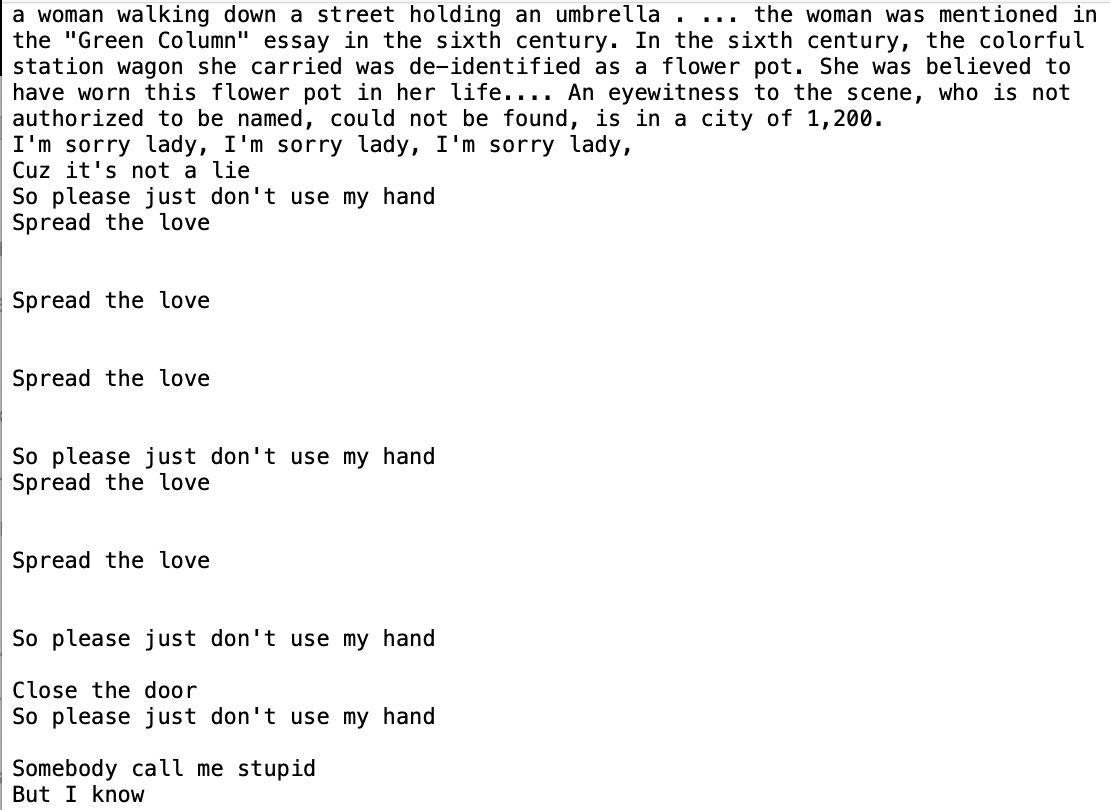 a woman walking down a street holding an umbrella . ... the woman was mentioned in
the "Green Column" essay in the sixth century. In the sixth century, the colorful
station wagon she carried was de-identified as a flower pot. She was believed to
have worn this flower pot in her life.... An eyewitness to the scene, who is not
authorized to be named, could not be found, is in a city of 1,200.
I'm sorry lady, I'm sorry lady, I'm sorry lady,
Cuz it's not a lie
So please just don't use my hand
Spread the love
Spread the love
Spread the love
So please just don't use my hand
Spread the love
Spread the love
So please just don't use my hand
Close the door
So please just don't use my hand
Somebody call me stupid
But I know